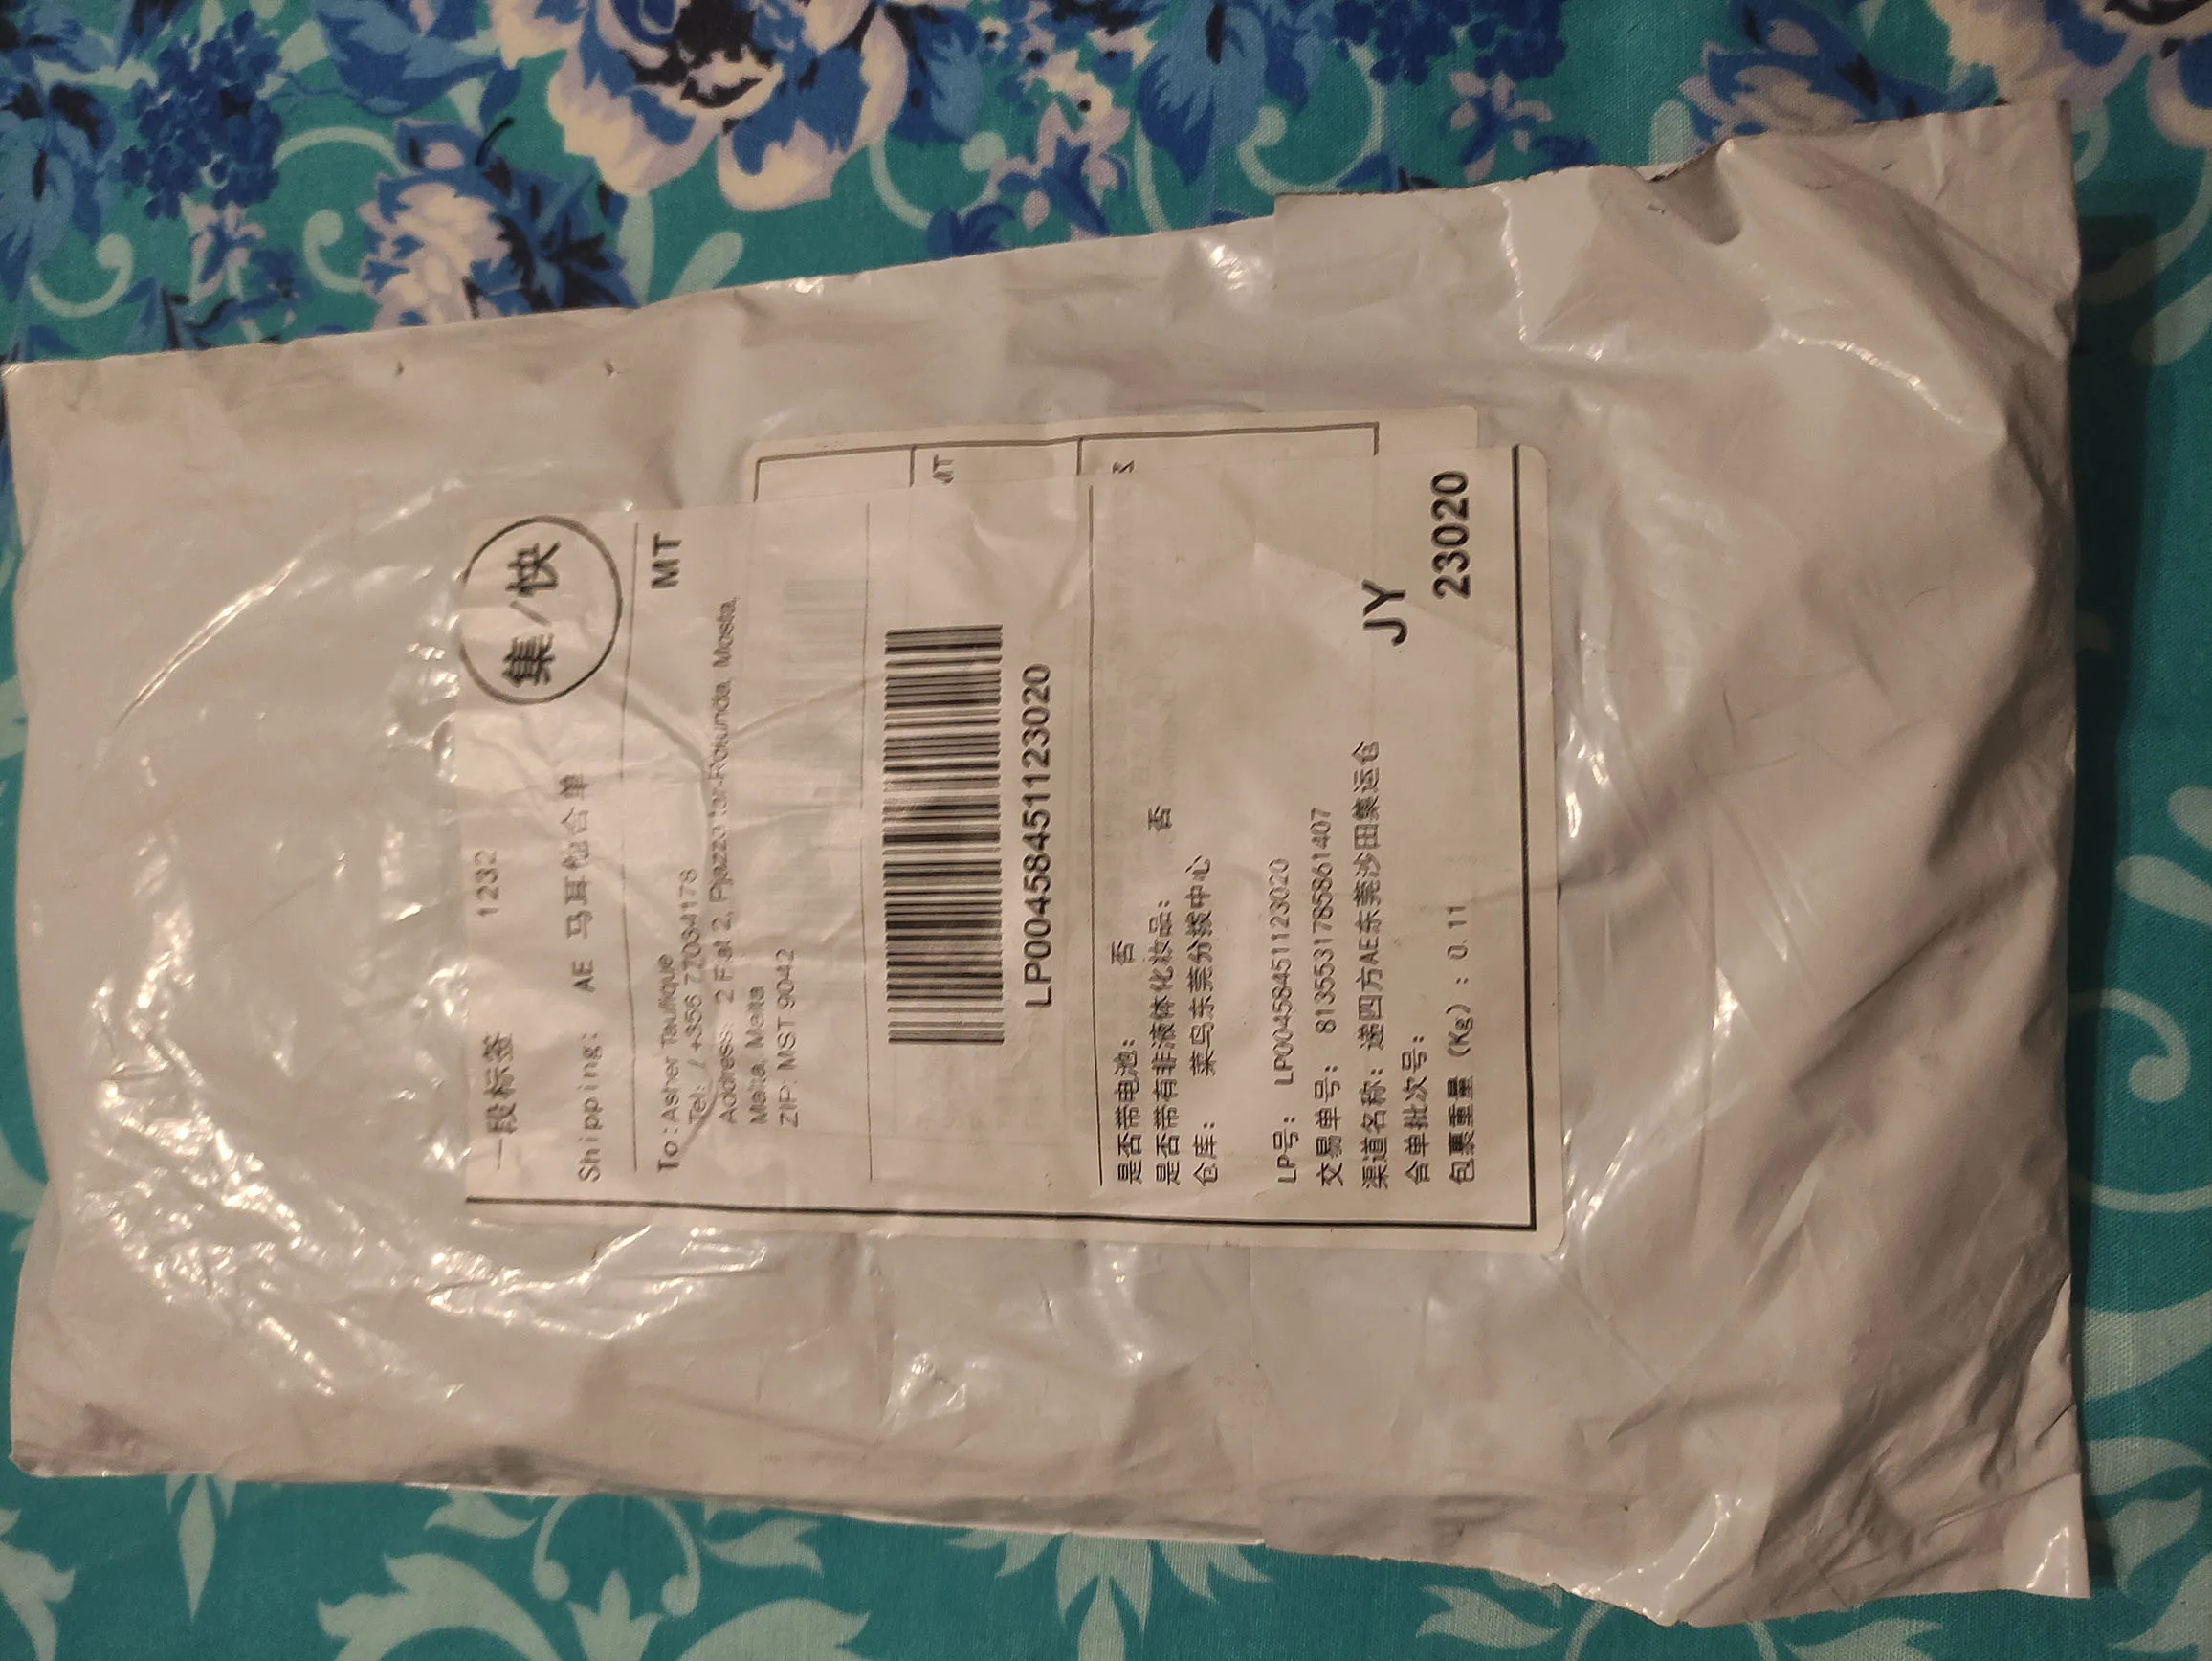 一段标签 1232
集/快
Shipping: AE 马耳他合单
MT
To:Asher Taufique
Tel: / +356 77034178
Address: 2 Flat 2, Pjazza tar-Rotunda, Mosta,
Malta, Malta
ZIP: MST 9042
MT
LP00458451123020
是否带电池: 否
是否带有非液体化妆品: 否
仓库: 菜鸟东莞分拨中心
LP号: LP00458451123020
交易单号: 8135531785861407
渠道名称: 递四方AE东莞沙田集运仓
JY
合单批次号:
包裹重量 (Kg) : 0.11
23020